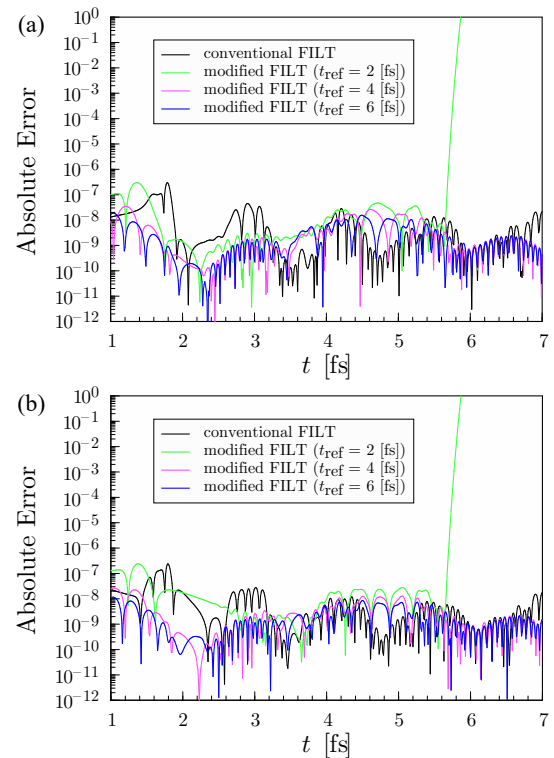 (a)
10⁰
10⁻¹
10⁻²
10⁻³
10⁻⁴
10⁻⁵
10⁻⁶
10⁻⁷
10⁻⁸
10⁻⁹
10⁻¹⁰
10⁻¹¹
10⁻¹²
Absolute Error
conventional FILT
modified FILT (t_ref = 2 [fs])
modified FILT (t_ref = 4 [fs])
modified FILT (t_ref = 6 [fs])
1 2 3 4 5 6 7
t [fs]
(b)
10⁰
10⁻¹
10⁻²
10⁻³
10⁻⁴
10⁻⁵
10⁻⁶
10⁻⁷
10⁻⁸
10⁻⁹
10⁻¹⁰
10⁻¹¹
10⁻¹²
Absolute Error
conventional FILT
modified FILT (t_ref = 2 [fs])
modified FILT (t_ref = 4 [fs])
modified FILT (t_ref = 6 [fs])
1 2 3 4 5 6 7
t [fs]